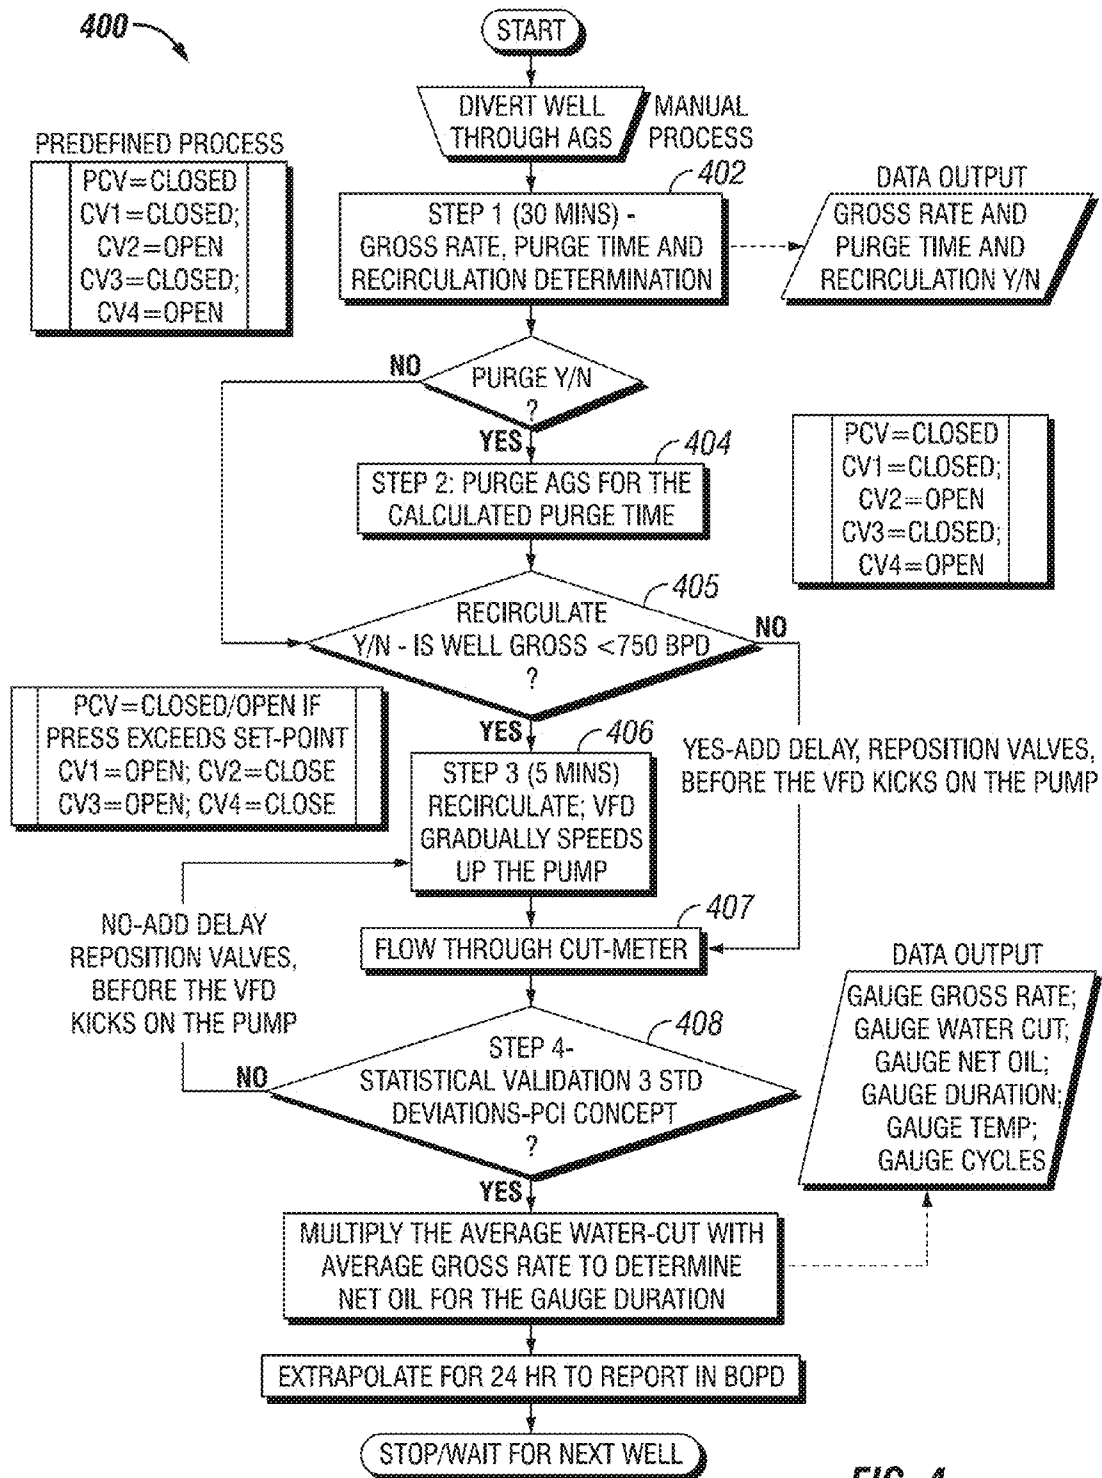 400
START
DIVERT WELL
THROUGH AGS
MANUAL
PROCESS
PREDEFINED PROCESS
PCV=CLOSED
CV1=CLOSED;
CV2=OPEN
CV3=CLOSED;
CV4=OPEN
402
STEP 1 (30 MINS) -
GROSS RATE, PURGE TIME AND
RECIRCULATION DETERMINATION
DATA OUTPUT
GROSS RATE AND
PURGE TIME AND
RECIRCULATION Y/N
NO
PURGE Y/N
?
YES
404
STEP 2: PURGE AGS FOR THE
CALCULATED PURGE TIME
PCV=CLOSED
CV1=CLOSED;
CV2=OPEN
CV3=CLOSED;
CV4=OPEN
405
RECIRCULATE
Y/N - IS WELL GROSS <750 BPD
?
NO
YES
PCV=CLOSED/OPEN IF
PRESS EXCEEDS SET-POINT
CV1=OPEN; CV2=CLOSE
CV3=OPEN; CV4=CLOSE
406
STEP 3 (5 MINS)
RECIRCULATE; VFD
GRADUALLY SPEEDS
UP THE PUMP
YES-ADD DELAY, REPOSITION VALVES,
BEFORE THE VFD KICKS ON THE PUMP
NO-ADD DELAY
REPOSITION VALVES,
BEFORE THE VFD
KICKS ON THE PUMP
407
FLOW THROUGH CUT-METER
408
STEP 4-
STATISTICAL VALIDATION 3 STD
DEVIATIONS-PCI CONCEPT
?
NO
YES
DATA OUTPUT
GAUGE GROSS RATE;
GAUGE WATER CUT;
GAUGE NET OIL;
GAUGE DURATION;
GAUGE TEMP;
GAUGE CYCLES
MULTIPLY THE AVERAGE WATER-CUT WITH
AVERAGE GROSS RATE TO DETERMINE
NET OIL FOR THE GAUGE DURATION
EXTRAPOLATE FOR 24 HR TO REPORT IN BOPD
STOP/WAIT FOR NEXT WELL
FIG. 4